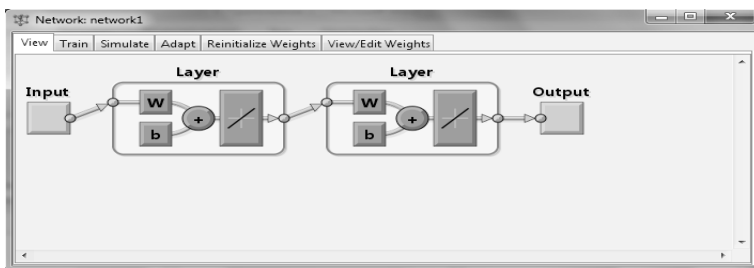 Network: network1
View Train Simulate Adapt Reinitialize Weights View/Edit Weights
Layer Layer
Input Output
W W
+ +
b b